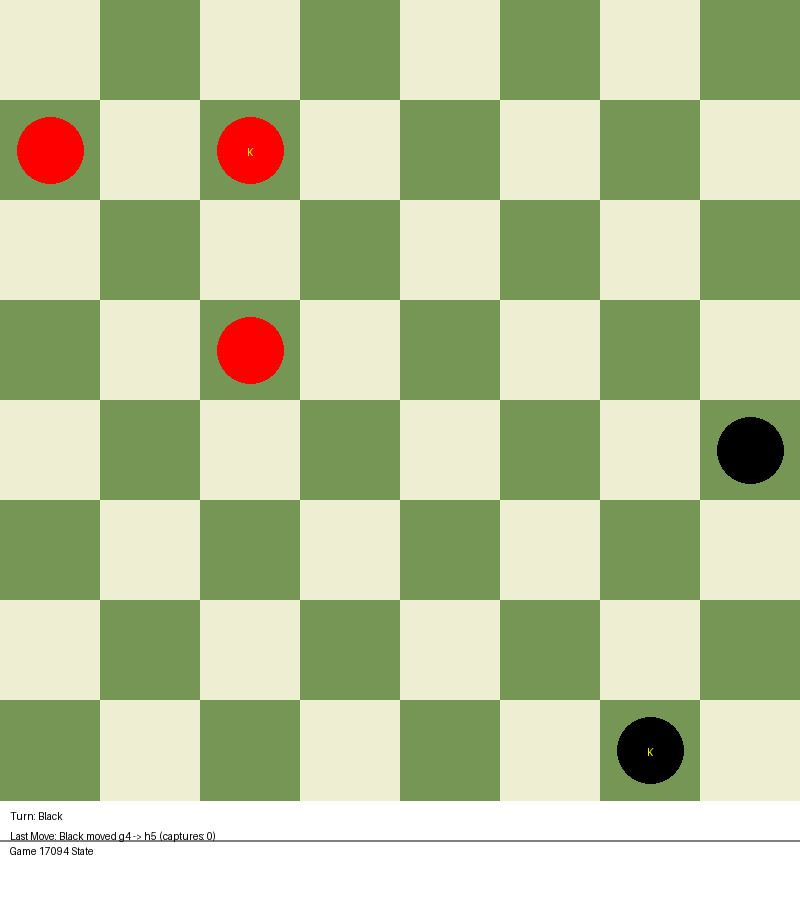 K
K
Turn: Black
Last Move: Black moved g4 -> h5 (captures: 0)
Game 17094 State